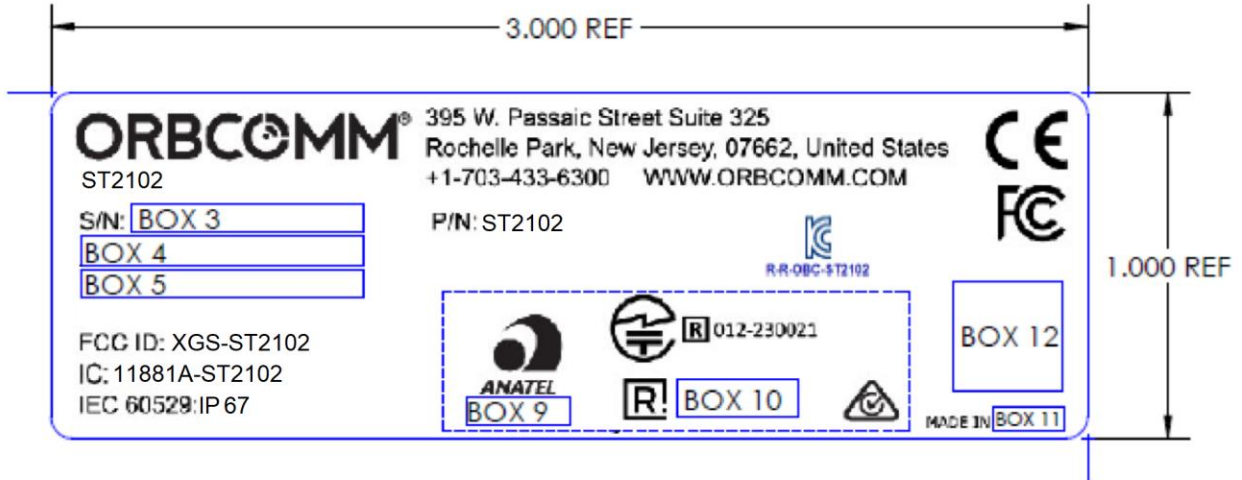 3.000 REF
ORBCOMM®
395 W. Passaic Street Suite 325
Rochelle Park, New Jersey, 07662, United States
+1-703-433-6300 WWW.ORBCOMM.COM
CE
FC
ST2102
S/N: BOX 3
P/N: ST2102
BOX 4
BOX 5
R-R-OBC-ST2102
1.000 REF
FCC ID: XGS-ST2102
IC: 11881A-ST2102
IEC 60529:IP 67
ANATEL
BOX 9
R 012-230021
R! BOX 10
BOX 12
MADE IN BOX 11